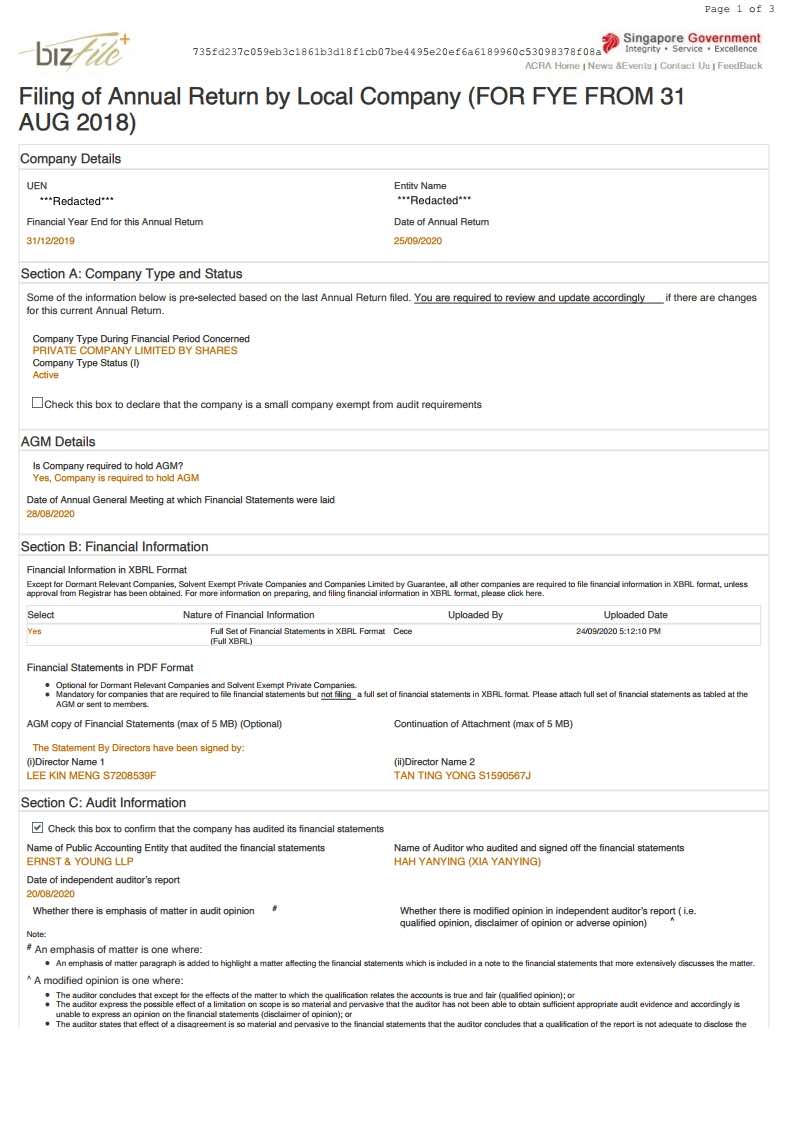 Page 1 of 3
bizFile+
735fd237c059eb3c1861b3d18f1cb07be4495e20ef6a6189960c53098378f08a
Singapore Government
Integrity • Service • Excellence
ACRA Home | News &Events | Contact Us | FeedBack
Filing of Annual Return by Local Company (FOR FYE FROM 31
AUG 2018)
Company Details
UEN Entity Name
***Redacted*** ***Redacted***
Financial Year End for this Annual Return Date of Annual Return
31/12/2019 25/09/2020
Section A: Company Type and Status
Some of the information below is pre-selected based on the last Annual Return filed. You are required to review and update accordingly if there are changes
for this current Annual Return.
Company Type During Financial Period Concerned
PRIVATE COMPANY LIMITED BY SHARES
Company Type Status (I)
Active
Check this box to declare that the company is a small company exempt from audit requirements
AGM Details
Is Company required to hold AGM?
Yes, Company is required to hold AGM
Date of Annual General Meeting at which Financial Statements were laid
28/08/2020
Section B: Financial Information
Financial Information in XBRL Format
Except for Dormant Relevant Companies, Solvent Exempt Private Companies and Companies Limited by Guarantee, all other companies are required to file financial information in XBRL format, unless
approval from Registrar has been obtained. For more information on preparing, and filing financial information in XBRL format, please click here.
Select Nature of Financial Information Uploaded By Uploaded Date
Yes Full Set of Financial Statements in XBRL Format Cece 24/09/2020 5:12:10 PM
(Full XBRL)
Financial Statements in PDF Format
• Optional for Dormant Relevant Companies and Solvent Exempt Private Companies.
• Mandatory for companies that are required to file financial statements but not filing a full set of financial statements in XBRL format. Please attach full set of financial statements as tabled at the
AGM or sent to members.
AGM copy of Financial Statements (max of 5 MB) (Optional) Continuation of Attachment (max of 5 MB)
The Statement By Directors have been signed by:
(i)Director Name 1 (ii)Director Name 2
LEE KIN MENG S7208539F TAN TING YONG S1590567J
Section C: Audit Information
Check this box to confirm that the company has audited its financial statements
Name of Public Accounting Entity that audited the financial statements Name of Auditor who audited and signed off the financial statements
ERNST & YOUNG LLP HAH YANYING (XIA YANYING)
Date of independent auditor's report
20/08/2020
Whether there is emphasis of matter in audit opinion # Whether there is modified opinion in independent auditor's report ( i.e.
qualified opinion, disclaimer of opinion or adverse opinion) ^
Note:
# An emphasis of matter is one where:
• An emphasis of matter paragraph is added to highlight a matter affecting the financial statements which is included in a note to the financial statements that more extensively discusses the matter.
^ A modified opinion is one where:
• The auditor concludes that except for the effects of the matter to which the qualification relates the accounts is true and fair (qualified opinion); or
• The auditor express the possible effect of a limitation on scope is so material and pervasive that the auditor has not been able to obtain sufficient appropriate audit evidence and accordingly is
unable to express an opinion on the financial statements (disclaimer of opinion); or
• The auditor states that effect of a disagreement is so material and pervasive to the financial statements that the auditor concludes that a qualification of the report is not adequate to disclose the